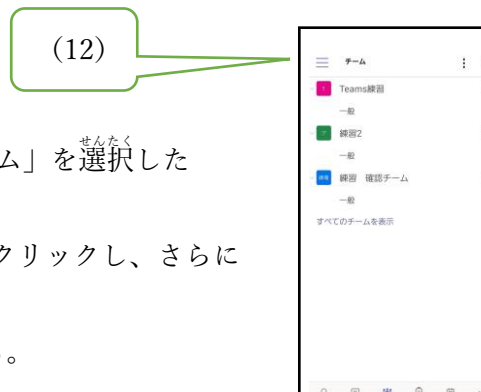 (12)
せんたく
ム」を選択した
クリックし、さらに
。
チーム
Teams練習
一般
練習2
一般
練習 確認チーム
一般
すべてのチームを表示